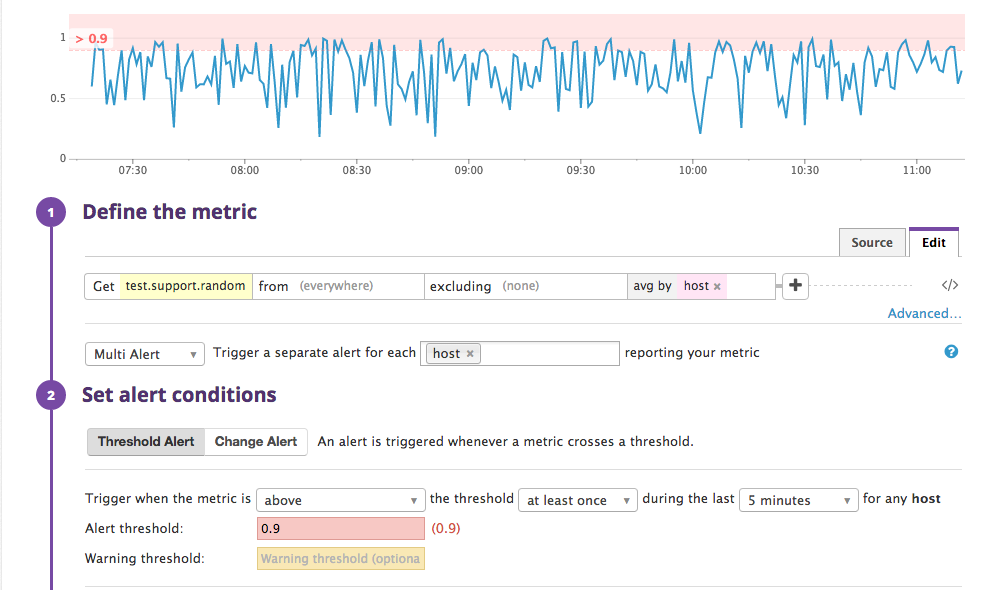 1
> 0.9
0.5
0
07:30 08:00 08:30 09:00 09:30 10:00 10:30 11:00
1 Define the metric
Source Edit
Get test.support.random from (everywhere) excluding (none) avg by host × + </>
Advanced...
Multi Alert ▼ Trigger a separate alert for each host × reporting your metric ?
2 Set alert conditions
Threshold Alert Change Alert An alert is triggered whenever a metric crosses a threshold.
Trigger when the metric is above ▼ the threshold at least once ▼ during the last 5 minutes ▼ for any host
Alert threshold: 0.9 (0.9)
Warning threshold: Warning threshold (optiona